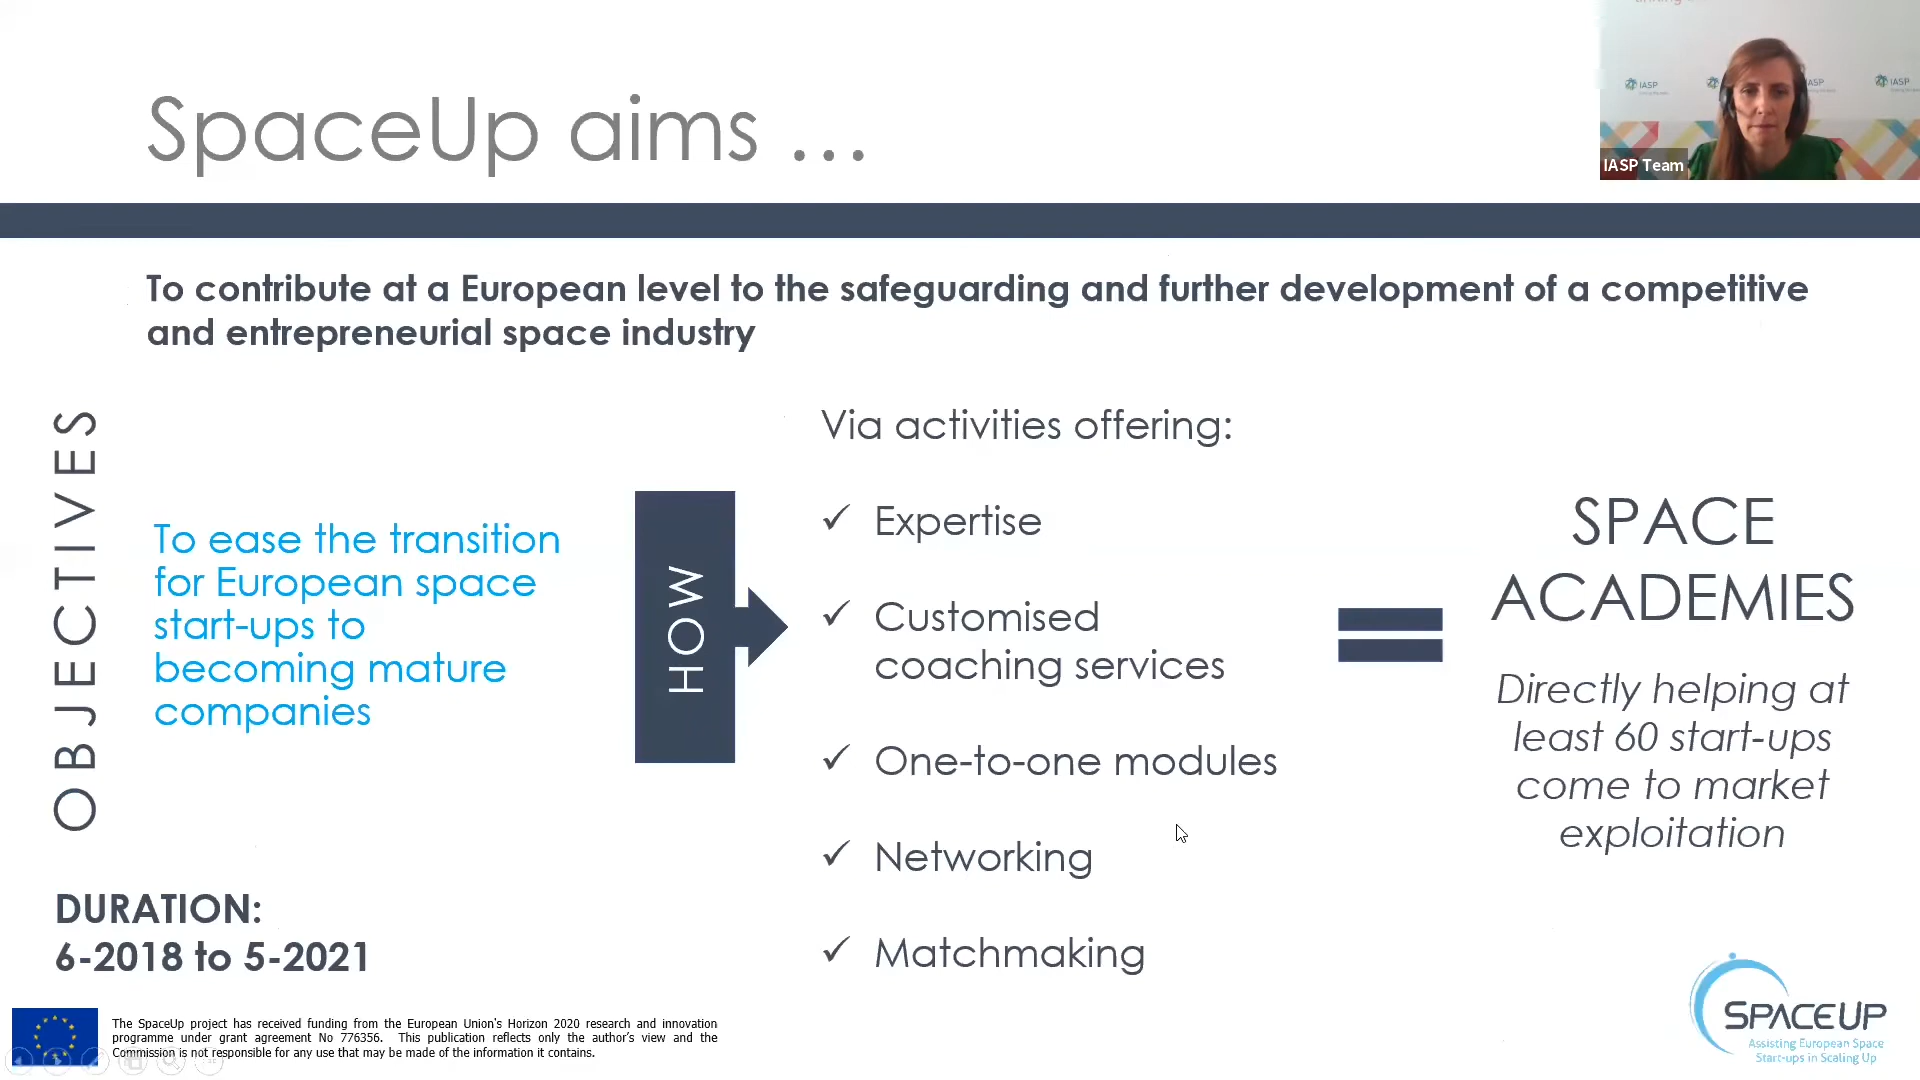 SpaceUp aims ...
IASP
IASP
IASP
IASP Team
To contribute at a European level to the safeguarding and further development of a competitive
and entrepreneurial space industry
OBJECTIVES
To ease the transition
for European space
start-ups to
becoming mature
companies
HOW
Via activities offering:
✓ Expertise
✓ Customised
coaching services
✓ One-to-one modules
✓ Networking
✓ Matchmaking
SPACE
ACADEMIES
Directly helping at
least 60 start-ups
come to market
exploitation
DURATION:
6-2018 to 5-2021
The SpaceUp project has received funding from the European Union's Horizon 2020 research and innovation
programme under grant agreement No 776356. This publication reflects only the author's view and the
Commission is not responsible for any use that may be made of the information it contains.
SPACEUP
Assisting European Space
Start-ups in Scaling Up